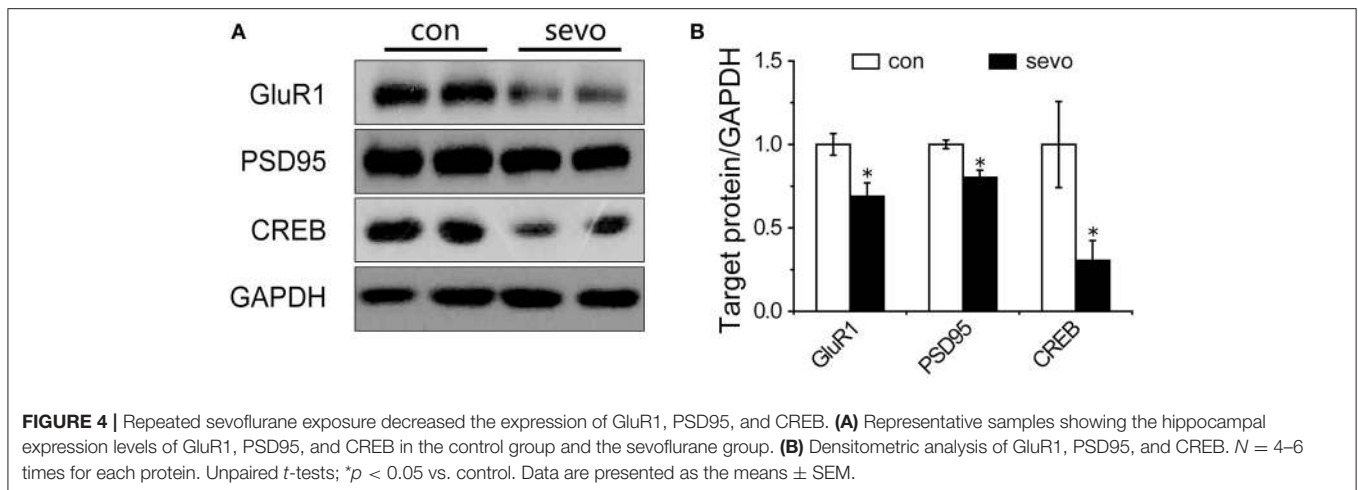 A
con sevo
GluR1
PSD95
CREB
GAPDH
B
Target protein/GAPDH
1.5
1.0
0.5
0.0
con sevo
*
*
*
GluR1
PSD95
CREB
FIGURE 4 | Repeated sevoflurane exposure decreased the expression of GluR1, PSD95, and CREB. (A) Representative samples showing the hippocampal
expression levels of GluR1, PSD95, and CREB in the control group and the sevoflurane group. (B) Densitometric analysis of GluR1, PSD95, and CREB. N = 4–6
times for each protein. Unpaired t-tests; *p < 0.05 vs. control. Data are presented as the means ± SEM.